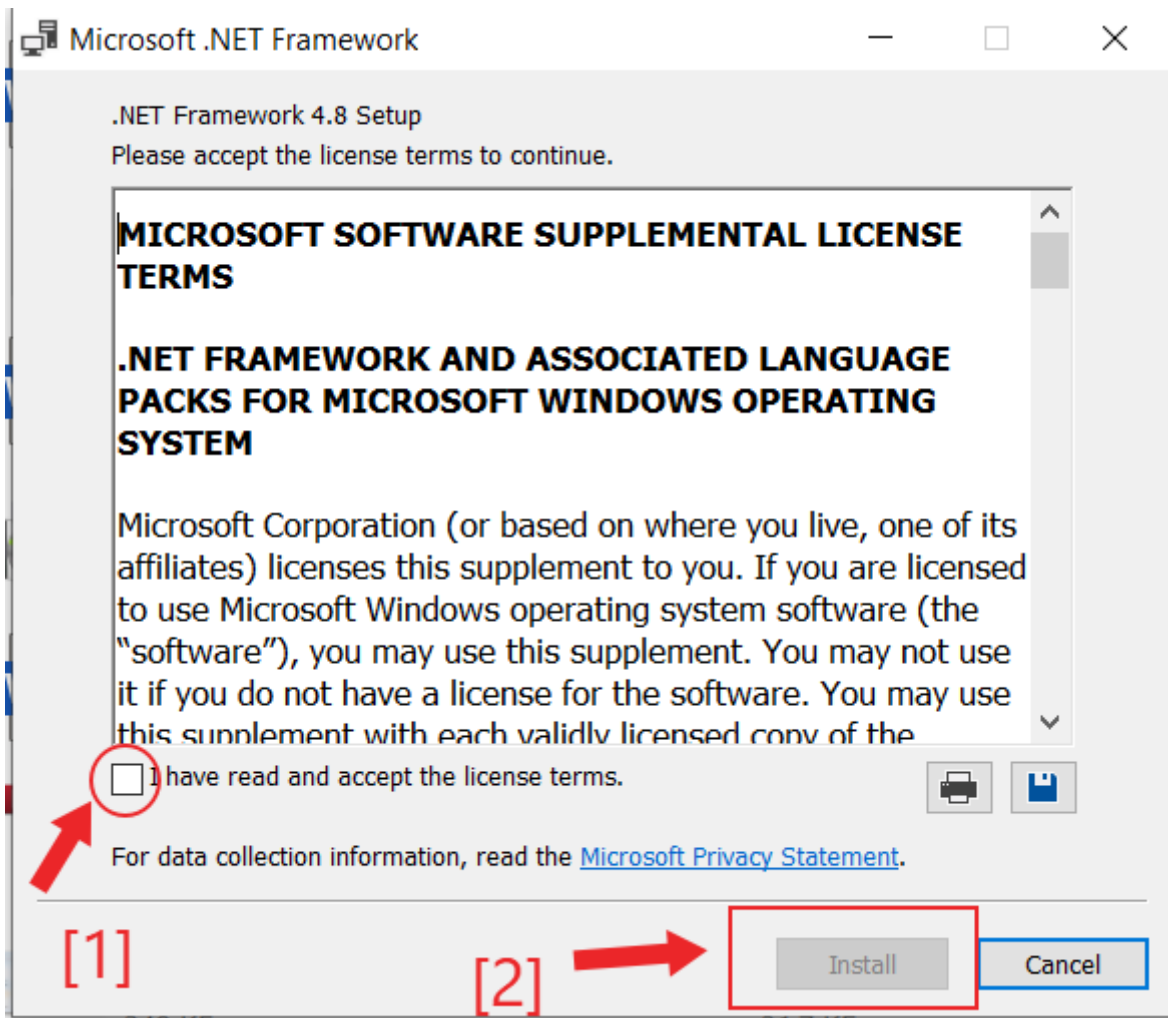 Microsoft .NET Framework
.NET Framework 4.8 Setup
Please accept the license terms to continue.
MICROSOFT SOFTWARE SUPPLEMENTAL LICENSE
TERMS
.NET FRAMEWORK AND ASSOCIATED LANGUAGE
PACKS FOR MICROSOFT WINDOWS OPERATING
SYSTEM
Microsoft Corporation (or based on where you live, one of its
affiliates) licenses this supplement to you. If you are licensed
to use Microsoft Windows operating system software (the
“software”), you may use this supplement. You may not use
it if you do not have a license for the software. You may use
this supplement with each validly licensed copy of the
I have read and accept the license terms.
For data collection information, read the Microsoft Privacy Statement.
[1]
[2]
Install
Cancel